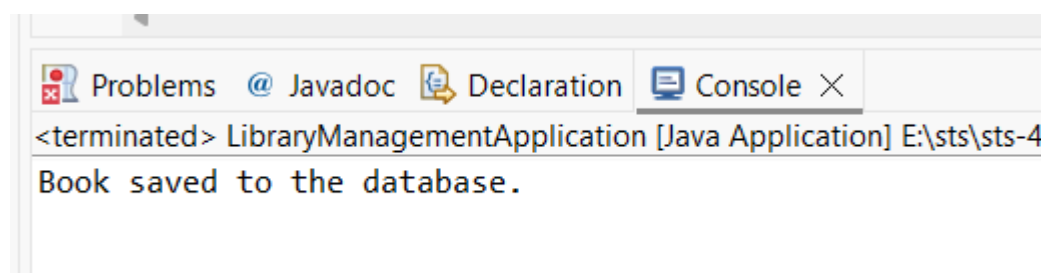 Problems @ Javadoc Declaration Console
<terminated> LibraryManagementApplication [Java Application] E:\sts\sts-4
Book saved to the database.